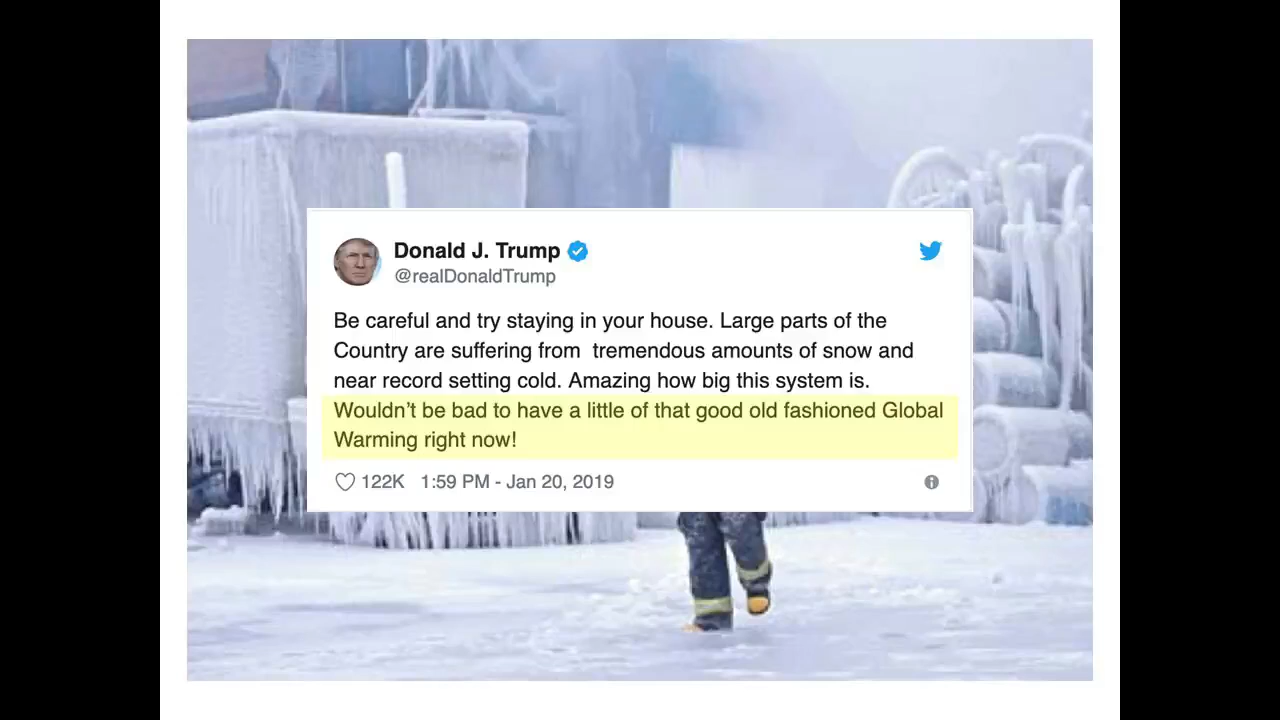 Donald J. Trump
@realDonaldTrump
Be careful and try staying in your house. Large parts of the
Country are suffering from  tremendous amounts of snow and
near record setting cold. Amazing how big this system is.
Wouldn’t be bad to have a little of that good old fashioned Global
Warming right now!
122K 1:59 PM - Jan 20, 2019